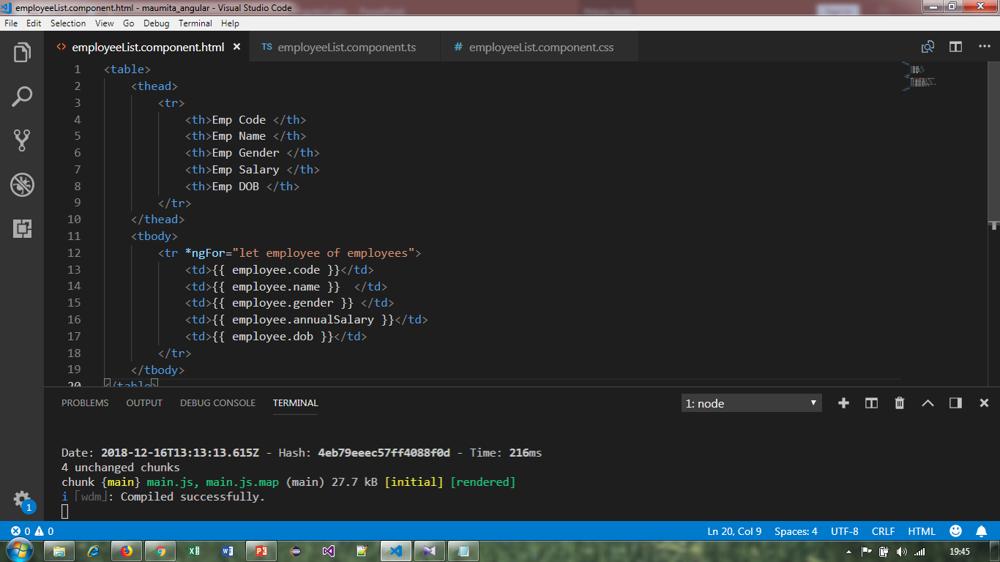 employeeList.component.html - maumita_angular - Visual Studio Code
File Edit Selection View Go Debug Terminal Help
<> employeeList.component.html × TS employeeList.component.ts # employeeList.component.css
1 <table>
2 <thead>
3 <tr>
4 <th>Emp Code </th>
5 <th>Emp Name </th>
6 <th>Emp Gender </th>
7 <th>Emp Salary </th>
8 <th>Emp DOB </th>
9 </tr>
10 </thead>
11 <tbody>
12 <tr *ngFor="let employee of employees">
13 <td>{{ employee.code }}</td>
14 <td>{{ employee.name }}  </td>
15 <td>{{ employee.gender }} </td>
16 <td>{{ employee.annualSalary }}</td>
17 <td>{{ employee.dob }}</td>
18 </tr>
19 </tbody>
20 </table>
PROBLEMS OUTPUT DEBUG CONSOLE TERMINAL 1: node
Date: 2018-12-16T13:13:13.615Z - Hash: 4eb79eeec57ff4088f0d - Time: 216ms
4 unchanged chunks
chunk {main} main.js, main.js.map (main) 27.7 kB [initial] [rendered]
i ｢wdm｣: Compiled successfully.
1
0 0 Ln 20, Col 9 Spaces: 4 UTF-8 CRLF HTML
19:45